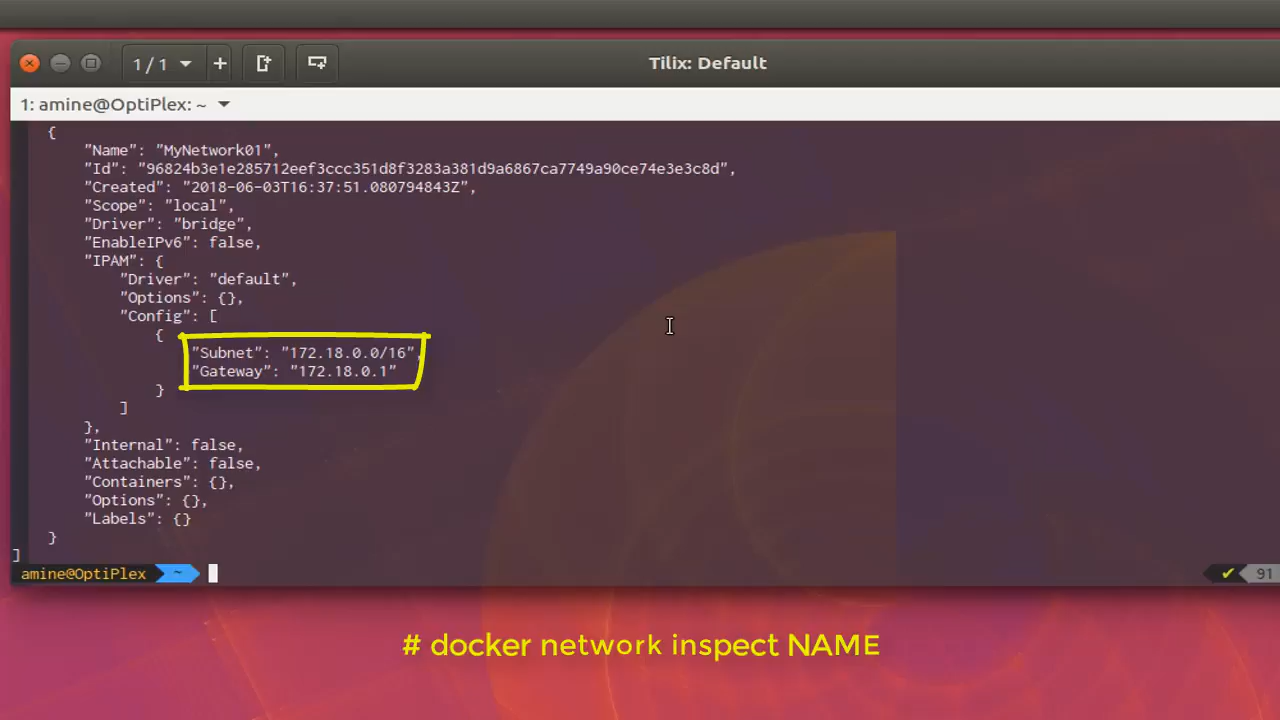 1 / 1
Tilix: Default
1: amine@OptiPlex: ~
{
"Name": "MyNetwork01",
"Id": "96824b3e1e285712eef3ccc351d8f3283a381d9a6867ca7749a90ce74e3e3c8d",
"Created": "2018-06-03T16:37:51.080794843Z",
"Scope": "local",
"Driver": "bridge",
"EnableIPv6": false,
"IPAM": {
"Driver": "default",
"Options": {},
"Config": [
{
"Subnet": "172.18.0.0/16",
"Gateway": "172.18.0.1"
}
]
},
"Internal": false,
"Attachable": false,
"Containers": {},
"Options": {},
"Labels": {}
}
]
amine@OptiPlex ~ ✔ 91
# docker network inspect NAME